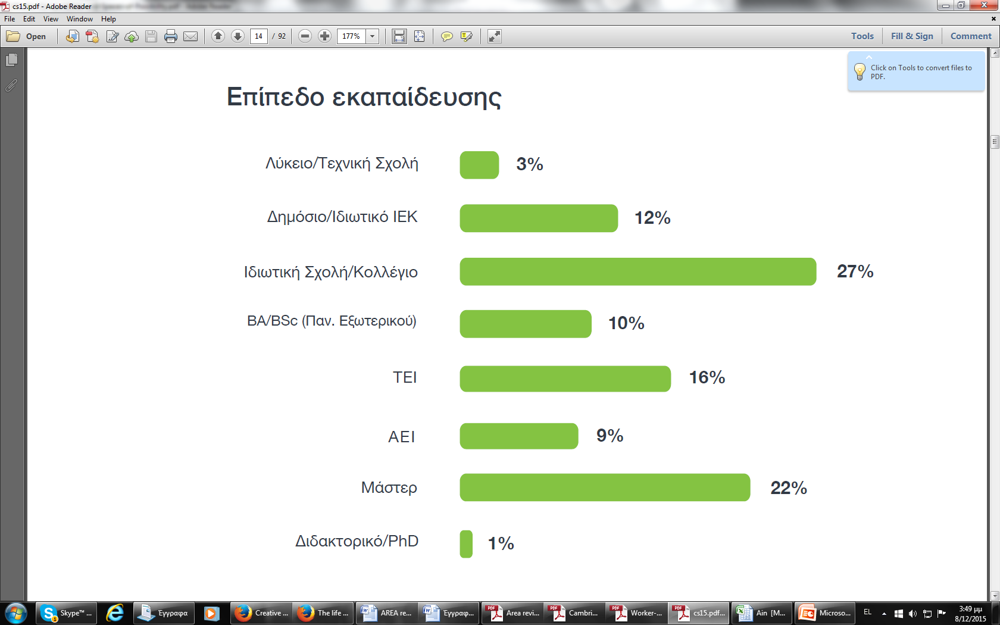 cs15.pdf - Adobe Reader
File Edit View Window Help
Open 14 / 92 177% Tools Fill & Sign Comment
Click on Tools to convert files to
PDF.
Επίπεδο εκαπαίδευσης
Λύκειο/Τεχνική Σχολή 3%
Δημόσιο/Ιδιωτικό ΙΕΚ 12%
Ιδιωτική Σχολή/Κολλέγιο 27%
BA/BSc (Παν. Εξωτερικού) 10%
ΤΕΙ 16%
ΑΕΙ 9%
Μάστερ 22%
Διδακτορικό/PhD 1%
Skype™ ... Έγγραφα Creative ... The life ... AREA re... Έγγραφ... Area revi... Cambri... Worker-... cs15.pdf... Ain [M... Microso... EL 3:49 μμ
8/12/2015